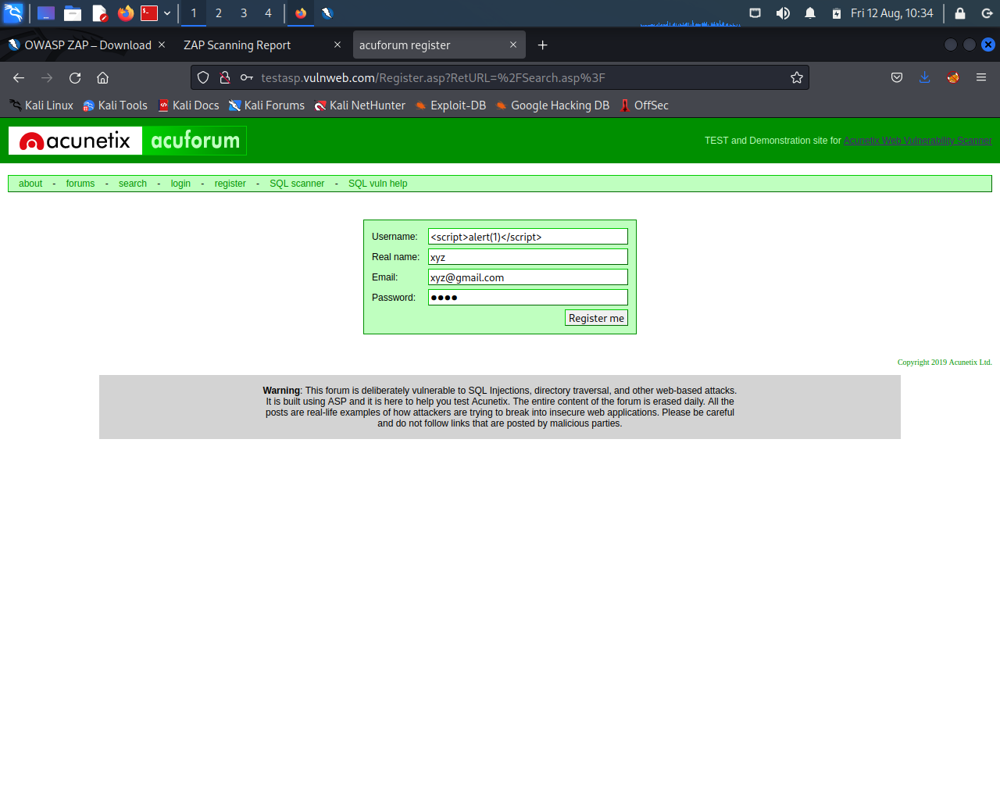 1 2 3 4 Fri 12 Aug, 10:34
OWASP ZAP – Download ZAP Scanning Report acuforum register
testasp.vulnweb.com/Register.asp?RetURL=%2FSearch.asp%3F
Kali Linux Kali Tools Kali Docs Kali Forums Kali NetHunter Exploit-DB Google Hacking DB OffSec
acunetix acuforum TEST and Demonstration site for Acunetix Web Vulnerability Scanner
about - forums - search - login - register - SQL scanner - SQL vuln help
Username: <script>alert(1)</script>
Real name: xyz
Email: xyz@gmail.com
Password: ●●●●
Register me
Copyright 2019 Acunetix Ltd.
Warning: This forum is deliberately vulnerable to SQL Injections, directory traversal, and other web-based attacks.
It is built using ASP and it is here to help you test Acunetix. The entire content of the forum is erased daily. All the
posts are real-life examples of how attackers are trying to break into insecure web applications. Please be careful
and do not follow links that are posted by malicious parties.